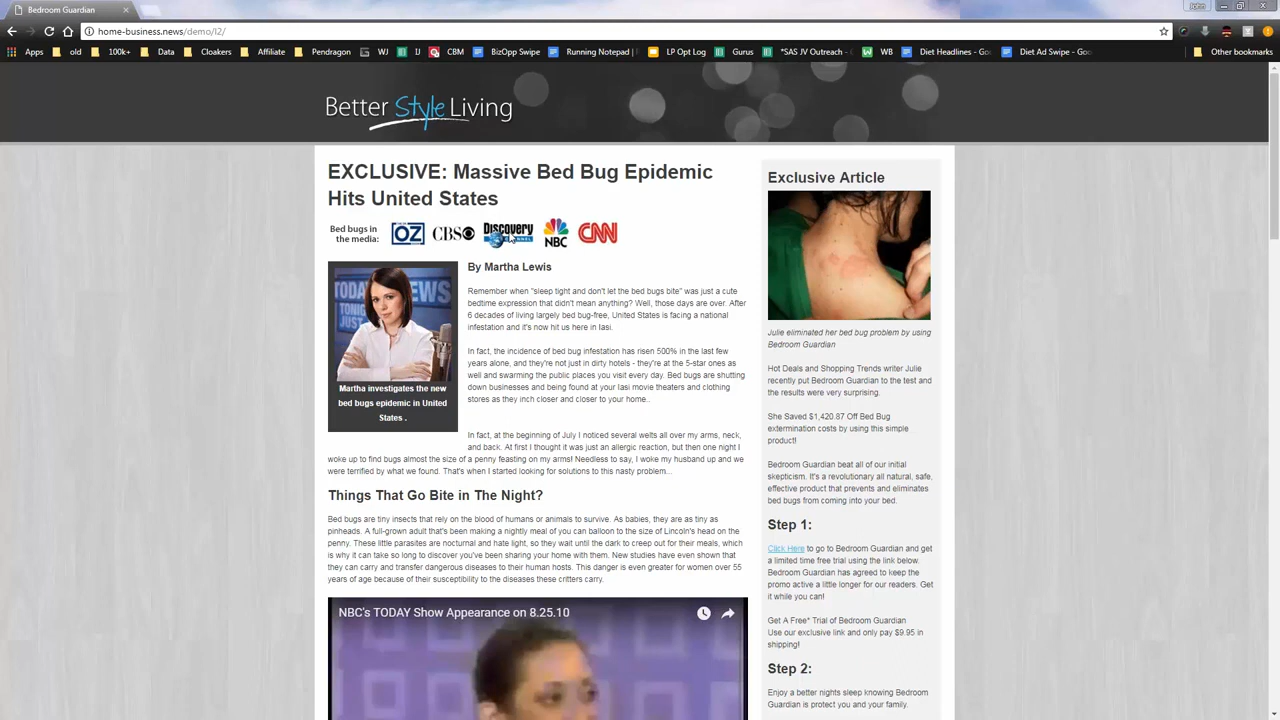 Bedroom Guardian
home-business.news/demo/l2/
Apps
old
100k+
Data
Cloakers
Affiliate
Pendragon
WJ
IJ
CBM
BizOpp Swipe
Running Notepad |
LP Opt Log
Gurus
*SAS JV Outreach - G
WB
Diet Headlines - Go
Diet Ad Swipe - Goo
Other bookmarks
Better Style Living
EXCLUSIVE: Massive Bed Bug Epidemic
Hits United States
Bed bugs in
the media:
OZ
CBS
Discovery
CHANNEL
NBC
CNN
TODAY NEWS
TONIG
JUST
Martha investigates the new
bed bugs epidemic in United
States .
By Martha Lewis
Remember when "sleep tight and don't let the bed bugs bite" was just a cute
bedtime expression that didn't mean anything? Well, those days are over. After
6 decades of living largely bed bug-free, United States is facing a national
infestation and it's now hit us here in Iasi.
In fact, the incidence of bed bug infestation has risen 500% in the last few
years alone, and they're not just in dirty hotels - they're at the 5-star ones as
well and swarming the public places you visit every day. Bed bugs are shutting
down businesses and being found at your Iasi movie theaters and clothing
stores as they inch closer and closer to your home..
In fact, at the beginning of July I noticed several welts all over my arms, neck,
and back. At first I thought it was just an allergic reaction, but then one night I
woke up to find bugs almost the size of a penny feasting on my arms! Needless to say, I woke my husband up and we
were terrified by what we found. That's when I started looking for solutions to this nasty problem...
Things That Go Bite in The Night?
Bed bugs are tiny insects that rely on the blood of humans or animals to survive. As babies, they are as tiny as
pinheads. A full-grown adult that's been making a nightly meal of you can balloon to the size of Lincoln's head on the
penny. These little parasites are nocturnal and hate light, so they wait until the dark to creep out for their meals, which
is why it can take so long to discover you've been sharing your home with them. New studies have even shown that
they can carry and transfer dangerous diseases to their human hosts. This danger is even greater for women over 55
years of age because of their susceptibility to the diseases these critters carry.
NBC's TODAY Show Appearance on 8.25.10
Exclusive Article
Julie eliminated her bed bug problem by using
Bedroom Guardian
Hot Deals and Shopping Trends writer Julie
recently put Bedroom Guardian to the test and
the results were very surprising.
She Saved $1,420.87 Off Bed Bug
extermination costs by using this simple
product!
Bedroom Guardian beat all of our initial
skepticism. It's a revolutionary all natural, safe,
effective product that prevents and eliminates
bed bugs from coming into your bed.
Step 1:
Click Here to go to Bedroom Guardian and get
a limited time free trial using the link below.
Bedroom Guardian has agreed to keep the
promo active a little longer for our readers. Get
it while you can!
Get A Free* Trial of Bedroom Guardian
Use our exclusive link and only pay $9.95 in
shipping!
Step 2:
Enjoy a better nights sleep knowing Bedroom
Guardian is protect you and your family.